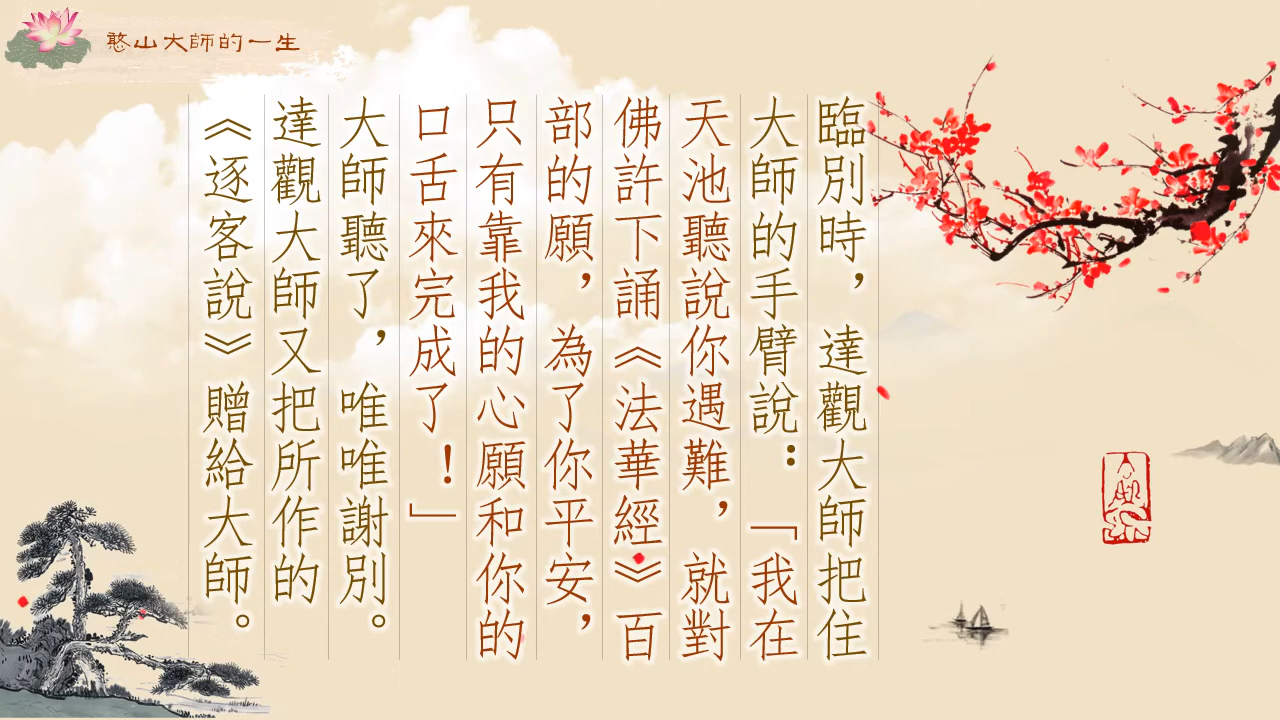 憨山大師的一生
臨別時，達觀大師把住
大師的手臂說：「我在
天池聽說你遇難，就對
佛許下誦《法華經》百
部的願，為了你平安，
只有靠我的心願和你的
口舌來完成了！」
大師聽了，唯唯謝別。
達觀大師又把所作的
《逐客說》贈給大師。